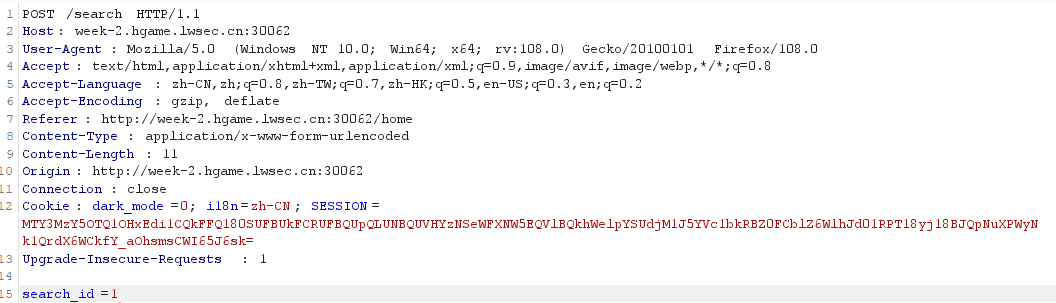 1 POST /search HTTP/1.1
2 Host: week-2.hgame.lwsec.cn:30062
3 User-Agent : Mozilla/5.0 (Windows NT 10.0; Win64; x64; rv:108.0) Gecko/20100101 Firefox/108.0
4 Accept : text/html,application/xhtml+xml,application/xml;q=0.9,image/avif,image/webp,*/*;q=0.8
5 Accept-Language : zh-CN,zh;q=0.8,zh-TW;q=0.7,zh-HK;q=0.5,en-US;q=0.3,en;q=0.2
6 Accept-Encoding : gzip, deflate
7 Referer : http://week-2.hgame.lwsec.cn:30062/home
8 Content-Type : application/x-www-form-urlencoded
9 Content-Length : 11
10 Origin : http://week-2.hgame.lwsec.cn:30062
11 Connection : close
12 Cookie : dark_mode =0; i18n=zh-CN ; SESSION =
MTY3MzY5OTQ1OHxEdi1CQkFFQ180SUFBUkFCRUFBQUpQLUNBQUVHYzNSeWFXNW5EQVlBQkhWelpYSUdjM1J5YVc1bkRBZ0FCblZ6WlhJd01RPT18yj18BJQpNuXPWyN
k1QrdX6WCkfY_aOhsmsCWI65J6sk=
13 Upgrade-Insecure-Requests : 1
14
15 search_id =1